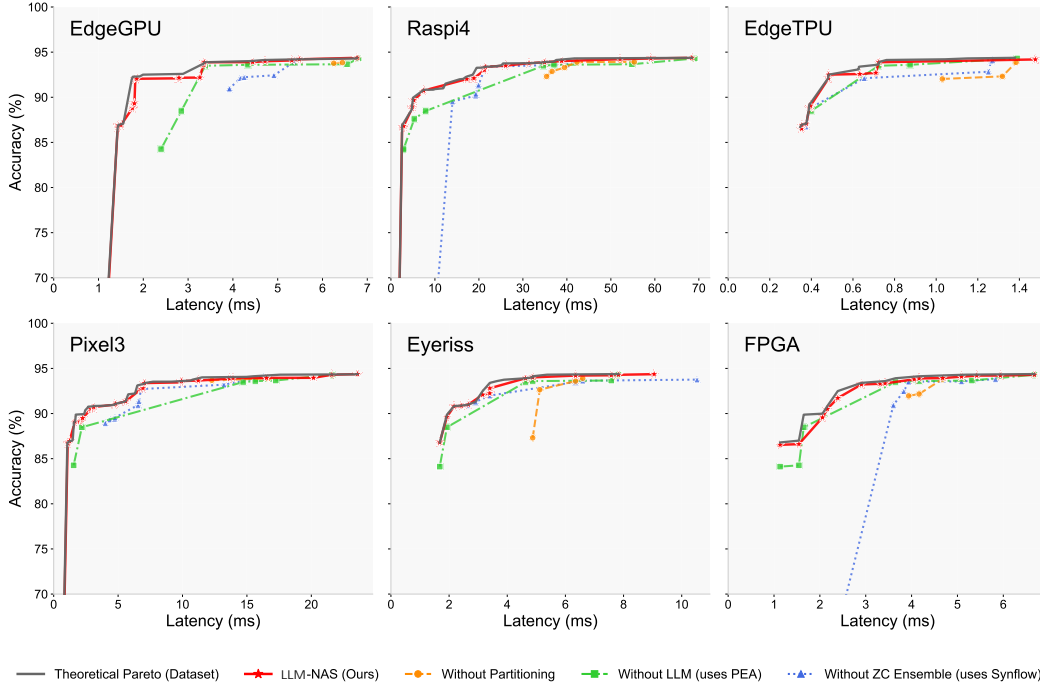 EdgeGPU
Raspi4
EdgeTPU
100
95
90
85
80
75
70
Accuracy (%)
0 1 2 3 4 5 6 7
0 10 20 30 40 50 60 70
0.0 0.2 0.4 0.6 0.8 1.0 1.2 1.4
Latency (ms)
Latency (ms)
Latency (ms)
Pixel3
Eyeriss
FPGA
100
95
90
85
80
75
70
Accuracy (%)
0 5 10 15 20
0 2 4 6 8 10
0 1 2 3 4 5 6
Latency (ms)
Latency (ms)
Latency (ms)
Theoretical Pareto (Dataset) LLM-NAS (Ours) Without Partitioning Without LLM (uses PEA) Without ZC Ensemble (uses Synflow)